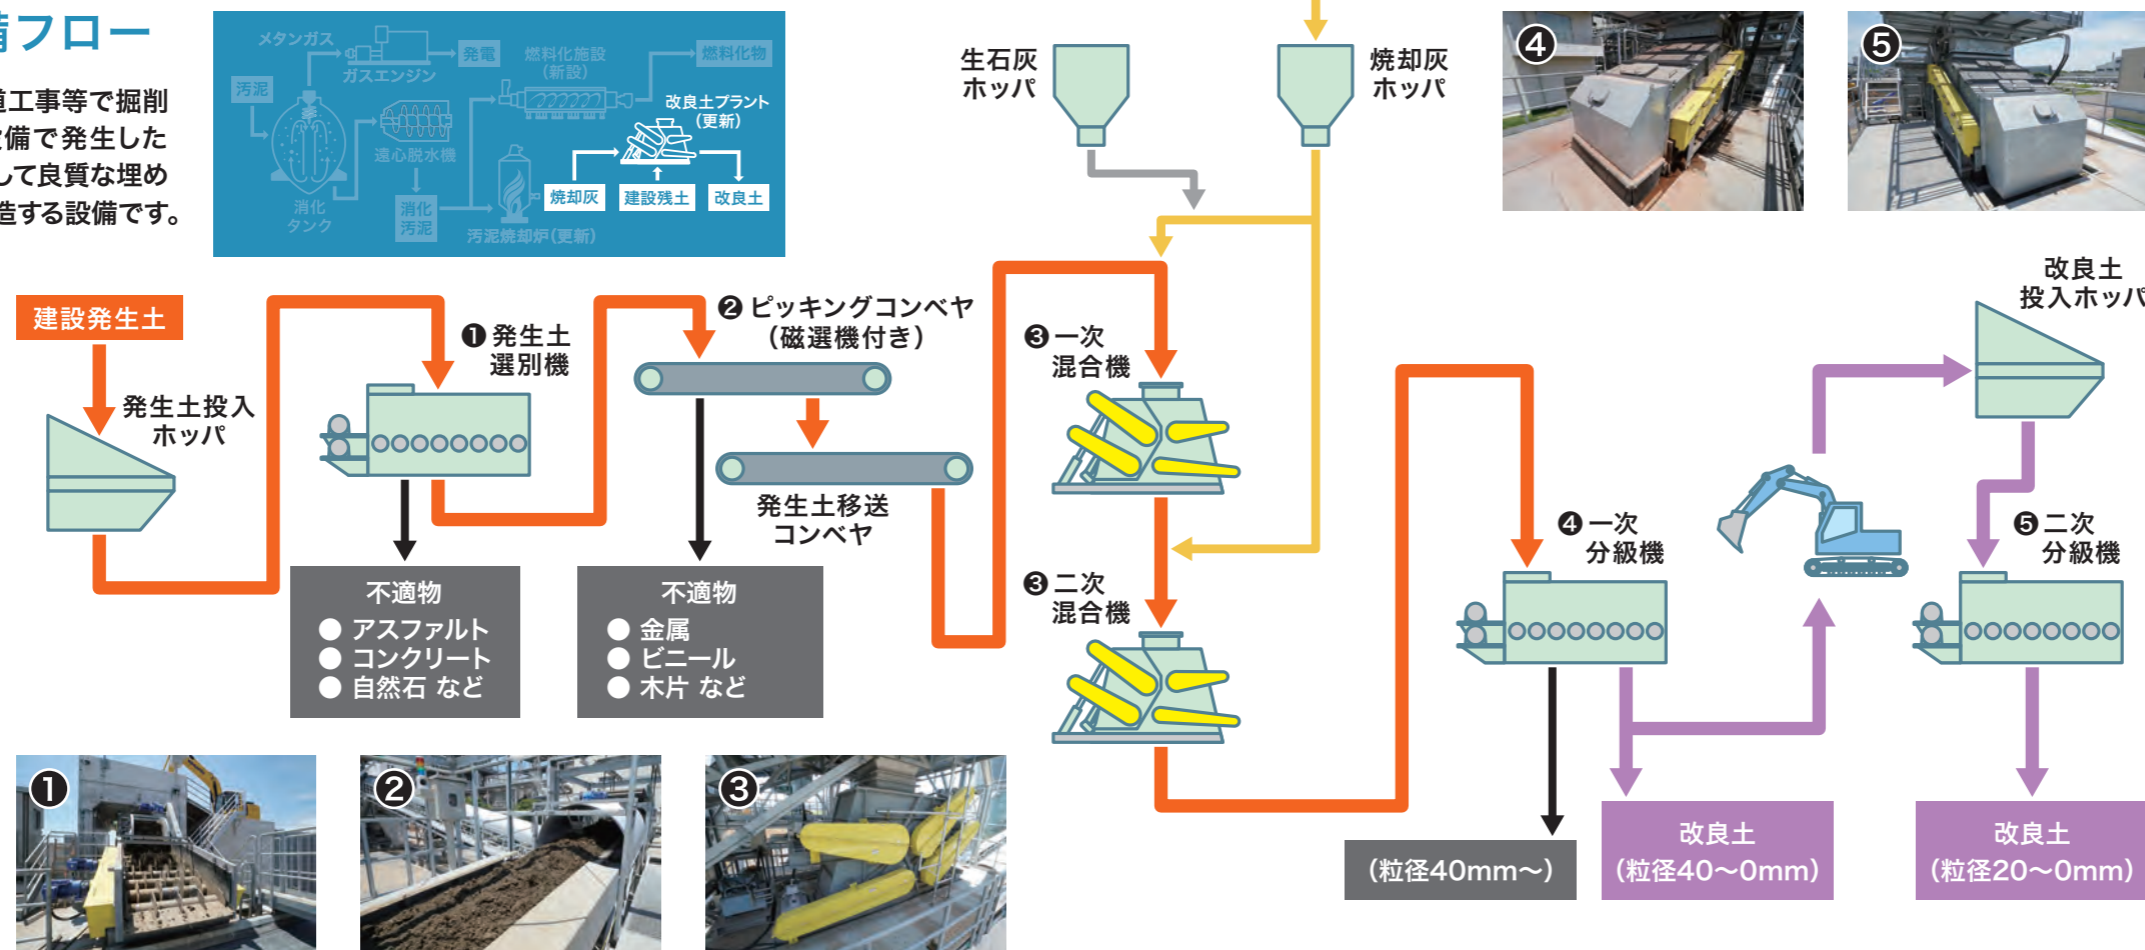 備フロー
道工事等で掘削
設備で発生した
して良質な埋め
造する設備です。
メタンガス
ガスエンジン
発電
燃料化施設
(新設)
燃料化物
汚泥
改良土プラント
(更新)
遠心脱水機
消化
タンク
消化
汚泥
汚泥焼却炉(更新)
焼却灰
建設残土
改良土
生石灰
ホッパ
焼却灰
ホッパ
④
⑤
建設発生土
発生土投入
ホッパ
❶発生土
選別機
❷ピッキングコンベヤ
(磁選機付き)
発生土移送
コンベヤ
❸一次
混合機
❸二次
混合機
❹一次
分級機
改良土
投入ホッパ
❺二次
分級機
不適物
● アスファルト
● コンクリート
● 自然石 など
不適物
● 金属
● ビニール
● 木片 など
(粒径40mm〜)
改良土
(粒径40〜0mm)
改良土
(粒径20〜0mm)
❶
❷
❸